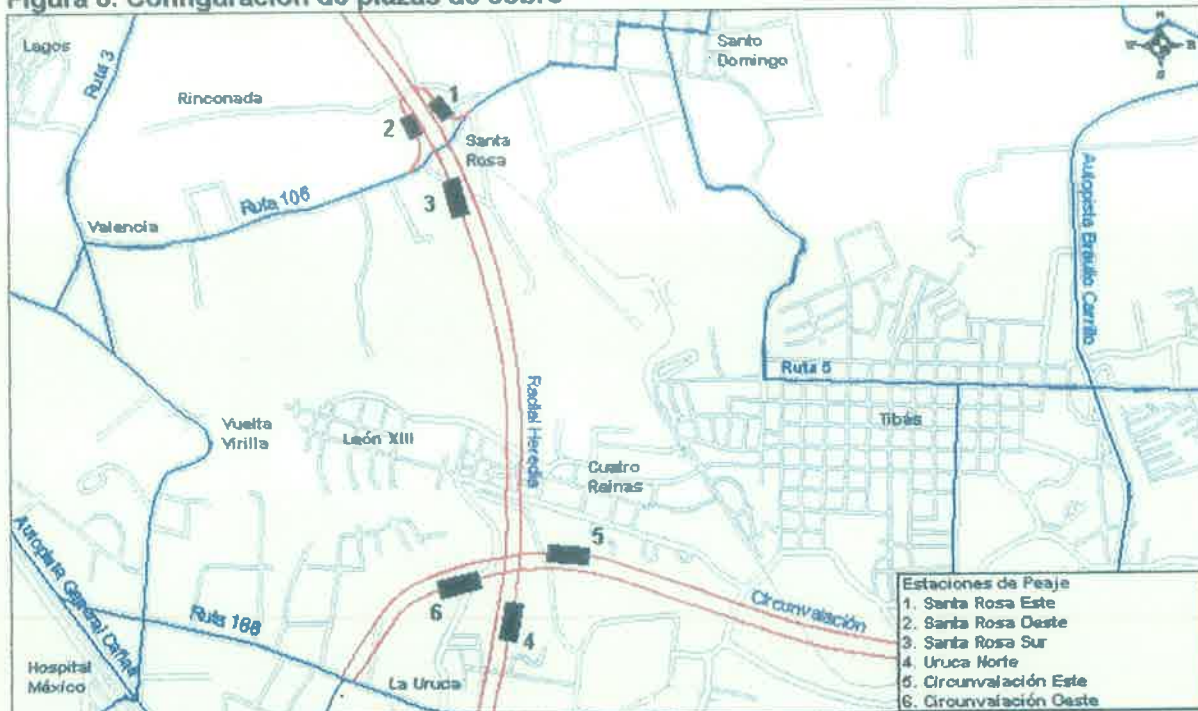 Figura 8. Configuración de plazas de cobro
Lagos
Ruta 3
Rinconada
1
2
Santa
Rosa
3
Santo
Domingo
N
W
E
S
Ruta 106
Valencia
Autopista Braulio Carrillo
Radial Heredia
Ruta 5
Tibás
Vuelta
Virilla
León XIII
Cuatro
Reinas
5
6
4
Circunvalación
Autopista General Cañas
Ruta 108
Hospital
México
La Uruca
Estaciones de Peaje
1. Santa Rosa Este
2. Santa Rosa Oeste
3. Santa Rosa Sur
4. Uruca Norte
5. Circunvalación Este
6. Circunvalación Oeste